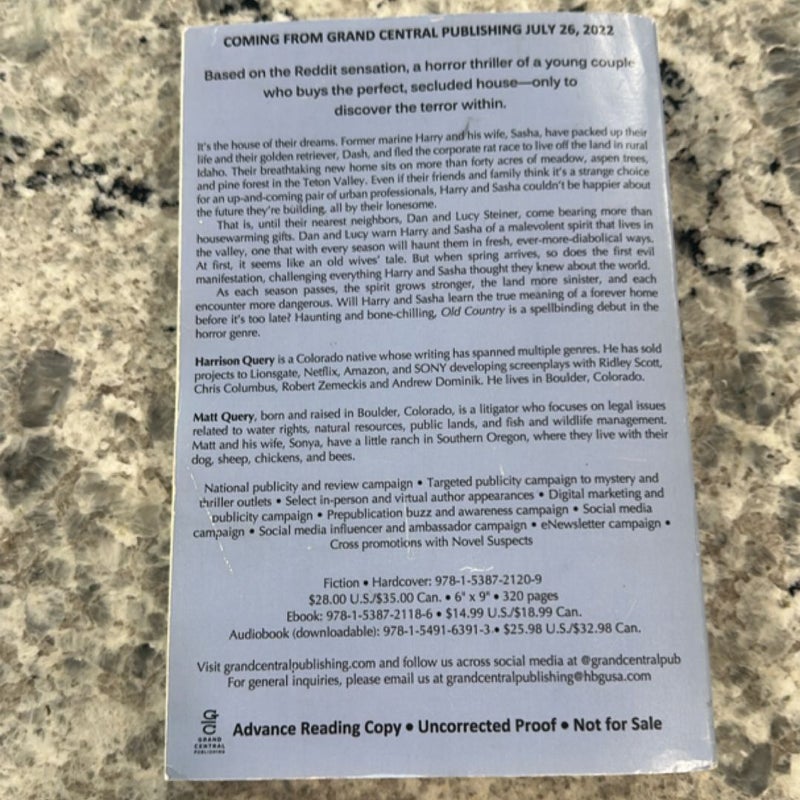 COMING FROM GRAND CENTRAL PUBLISHING JULY 26, 2022
Based on the Reddit sensation, a horror thriller of a young couple
who buys the perfect, secluded house—only to
discover the terror within.
It's the house of their dreams. Former marine Harry and his wife, Sasha, have packed up their
life and their golden retriever, Dash, and fled the corporate rat race to live off the land in rural
Idaho. Their breathtaking new home sits on more than forty acres of meadow, aspen trees,
and pine forest in the Teton Valley. Even if their friends and family think it's a strange choice
for an up-and-coming pair of urban professionals, Harry and Sasha couldn't be happier about
the future they're building, all by their lonesome.
That is, until their nearest neighbors, Dan and Lucy Steiner, come bearing more than
housewarming gifts. Dan and Lucy warn Harry and Sasha of a malevolent spirit that lives in
the valley, one that with every season will haunt them in fresh, ever-more-diabolical ways.
At first, it seems like an old wives' tale. But when spring arrives, so does the first evil
manifestation, challenging everything Harry and Sasha thought they knew about the world.
As each season passes, the spirit grows stronger, the land more sinister, and each
encounter more dangerous. Will Harry and Sasha learn the true meaning of a forever home
before it's too late? Haunting and bone-chilling, Old Country is a spellbinding debut in the
horror genre.
Harrison Query is a Colorado native whose writing has spanned multiple genres. He has sold
projects to Lionsgate, Netflix, Amazon, and SONY developing screenplays with Ridley Scott,
Chris Columbus, Robert Zemeckis and Andrew Dominik. He lives in Boulder, Colorado.
Matt Query, born and raised in Boulder, Colorado, is a litigator who focuses on legal issues
related to water rights, natural resources, public lands, and fish and wildlife management.
Matt and his wife, Sonya, have a little ranch in Southern Oregon, where they live with their
dog, sheep, chickens, and bees.
National publicity and review campaign • Targeted publicity campaign to mystery and
thriller outlets • Select in-person and virtual author appearances • Digital marketing and
publicity campaign • Prepublication buzz and awareness campaign • Social media
campaign • Social media influencer and ambassador campaign • eNewsletter campaign •
Cross promotions with Novel Suspects
Fiction • Hardcover: 978-1-5387-2120-9
$28.00 U.S./$35.00 Can. • 6" x 9" • 320 pages
Ebook: 978-1-5387-2118-6 • $14.99 U.S./$18.99 Can.
Audiobook (downloadable): 978-1-5491-6391-3 • $25.98 U.S./$32.98 Can.
Visit grandcentralpublishing.com and follow us across social media at @grandcentralpub
For general inquiries, please email us at grandcentralpublishing@hbgusa.com
GRAND
CENTRAL
PUBLISHING
Advance Reading Copy • Uncorrected Proof • Not for Sale